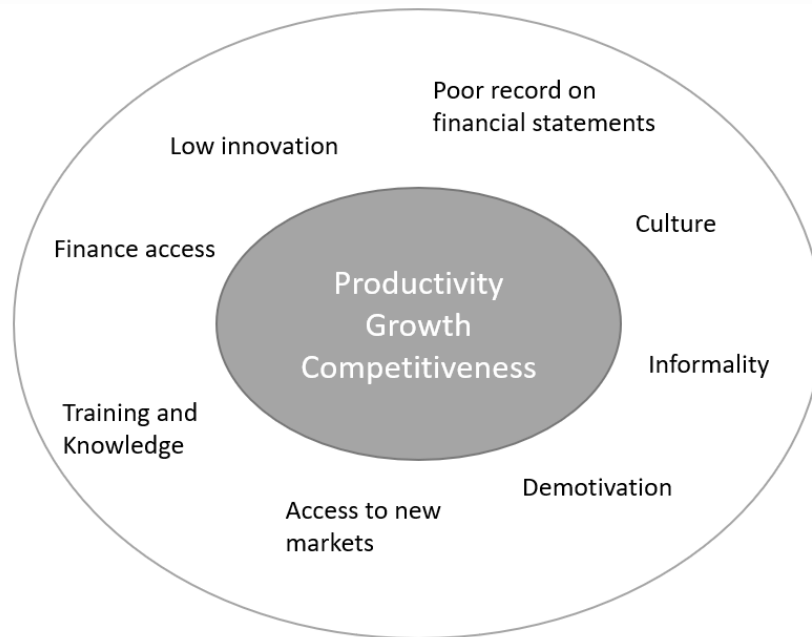 Poor record on
financial statements
Low innovation
Culture
Finance access
Productivity
Growth
Competitiveness
Informality
Training and
Knowledge
Demotivation
Access to new
markets